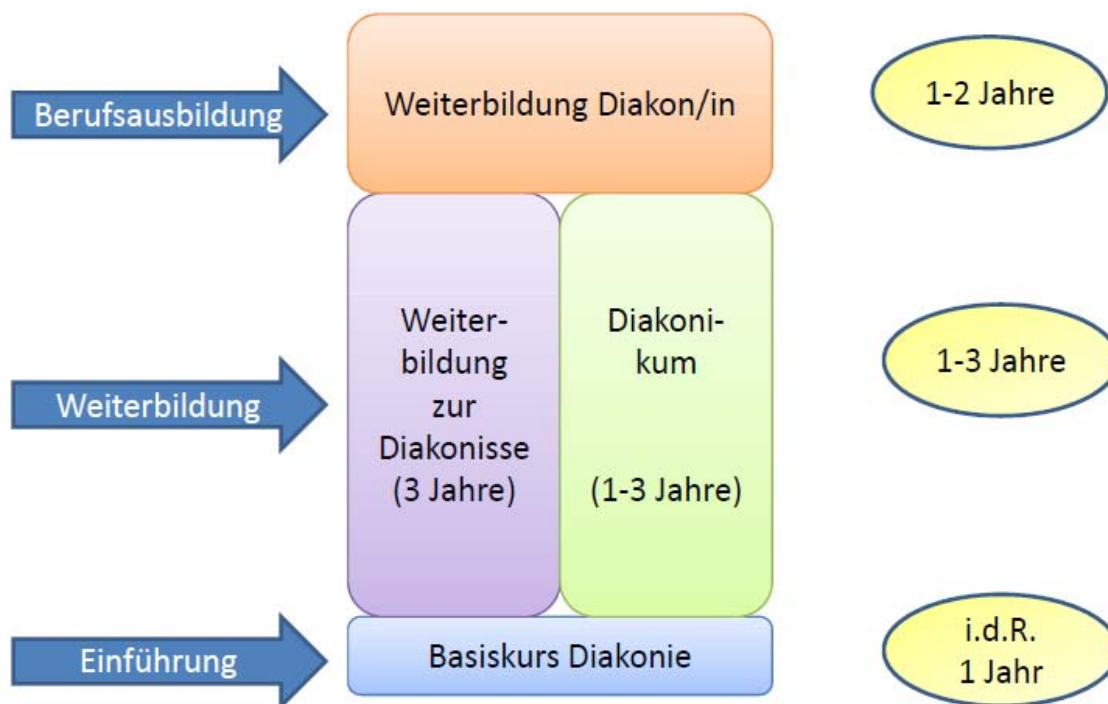 Berufsausbildung
Weiterbildung Diakon/in
1-2 Jahre
Weiterbildung
Weiter-
bildung
zur
Diakonisse
(3 Jahre)
Diakoni-
kum
(1-3 Jahre)
1-3 Jahre
Einführung
Basiskurs Diakonie
i.d.R.
1 Jahr